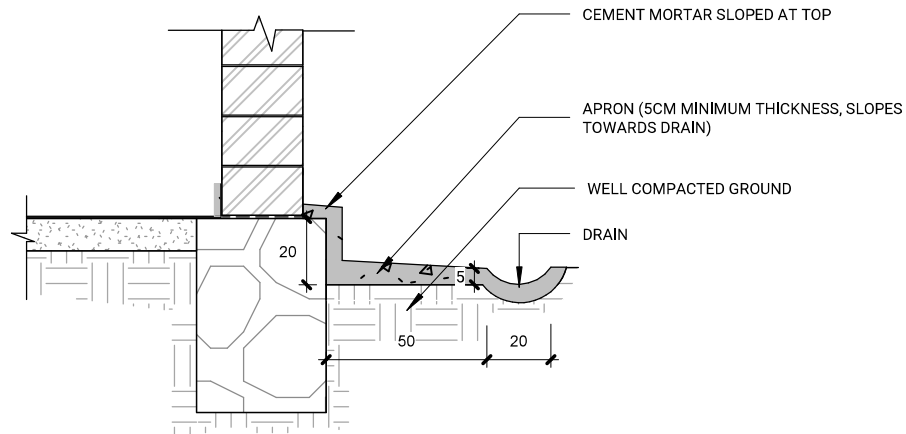 CEMENT MORTAR SLOPED AT TOP
APRON (5CM MINIMUM THICKNESS, SLOPES
TOWARDS DRAIN)
WELL COMPACTED GROUND
DRAIN
20
5
50
20